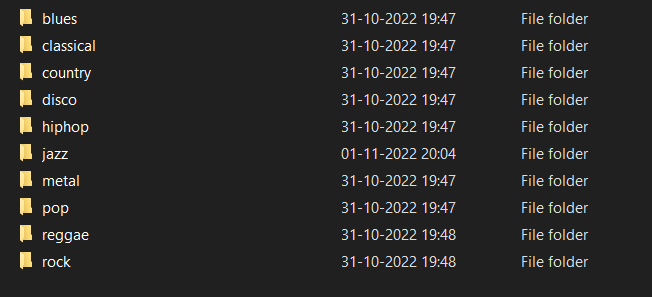 blues 31-10-2022 19:47 File folder
classical 31-10-2022 19:47 File folder
country 31-10-2022 19:47 File folder
disco 31-10-2022 19:47 File folder
hiphop 31-10-2022 19:47 File folder
jazz 01-11-2022 20:04 File folder
metal 31-10-2022 19:47 File folder
pop 31-10-2022 19:47 File folder
reggae 31-10-2022 19:48 File folder
rock 31-10-2022 19:48 File folder